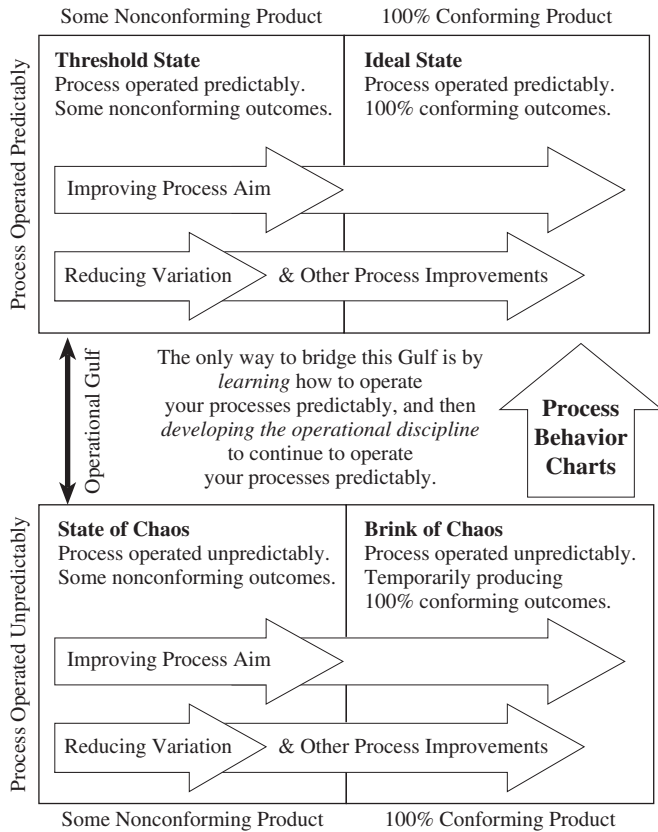 Some Nonconforming Product
100% Conforming Product
Process Operated Predictably
Threshold State
Process operated predictably.
Some nonconforming outcomes.
Ideal State
Process operated predictably.
100% conforming outcomes.
Improving Process Aim
Reducing Variation
& Other Process Improvements
Operational Gulf
The only way to bridge this Gulf is by
learning how to operate
your processes predictably, and then
developing the operational discipline
to continue to operate
your processes predictably.
Process
Behavior
Charts
Process Operated Unpredictably
State of Chaos
Process operated unpredictably.
Some nonconforming outcomes.
Brink of Chaos
Process operated unpredictably.
Temporarily producing
100% conforming outcomes.
Improving Process Aim
Reducing Variation
& Other Process Improvements
Some Nonconforming Product
100% Conforming Product